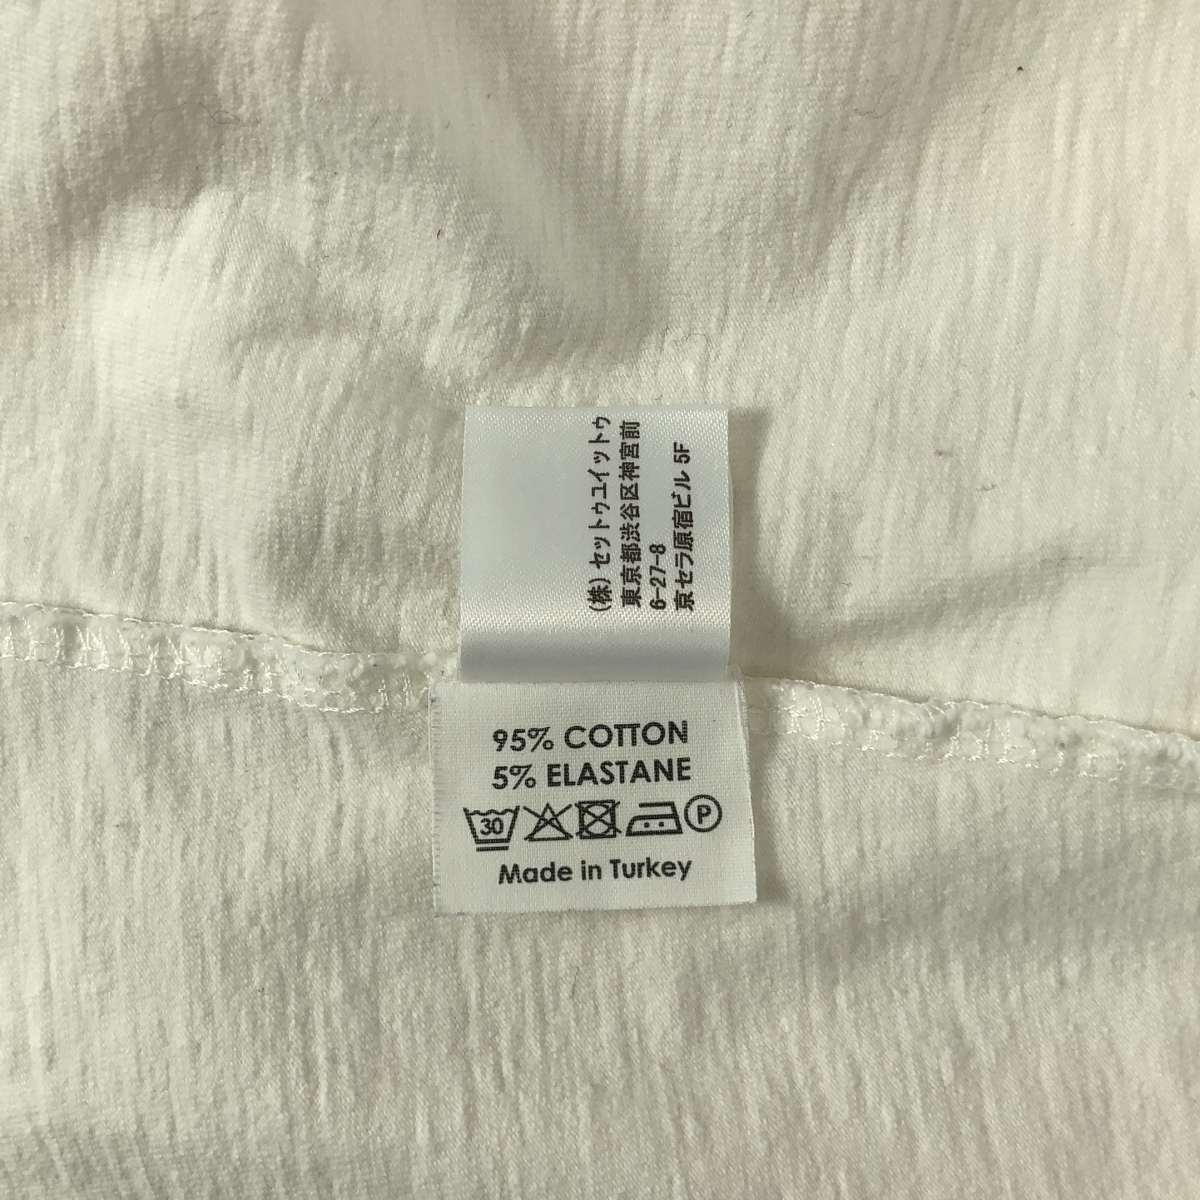 (株) セットゥユイットゥ
東京都渋谷区神宮前
6-27-8
京セラ原宿ビル 5F
95% COTTON
5% ELASTANE
30 P
Made in Turkey